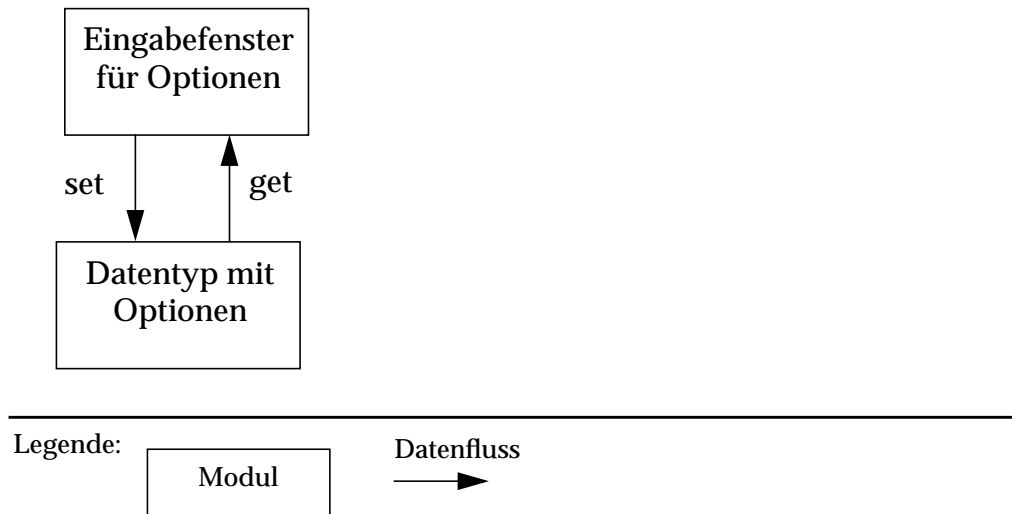 Eingabefenster
für Optionen
set
get
Datentyp mit
Optionen
Legende:
Modul
Datenfluss